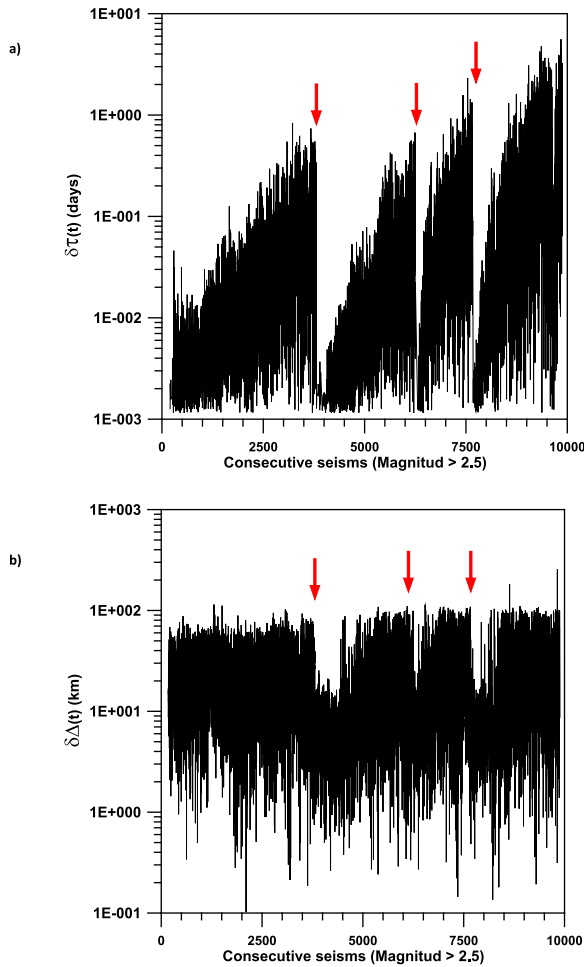 a)
1E+001
1E+000
1E-001
1E-002
1E-003
δτ(t) (days)
0 2500 5000 7500 10000
Consecutive seisms (Magnitud > 2.5)
b)
1E+003
1E+002
1E+001
1E+000
1E-001
δΔ(t) (km)
0 2500 5000 7500 10000
Consecutive seisms (Magnitud > 2.5)